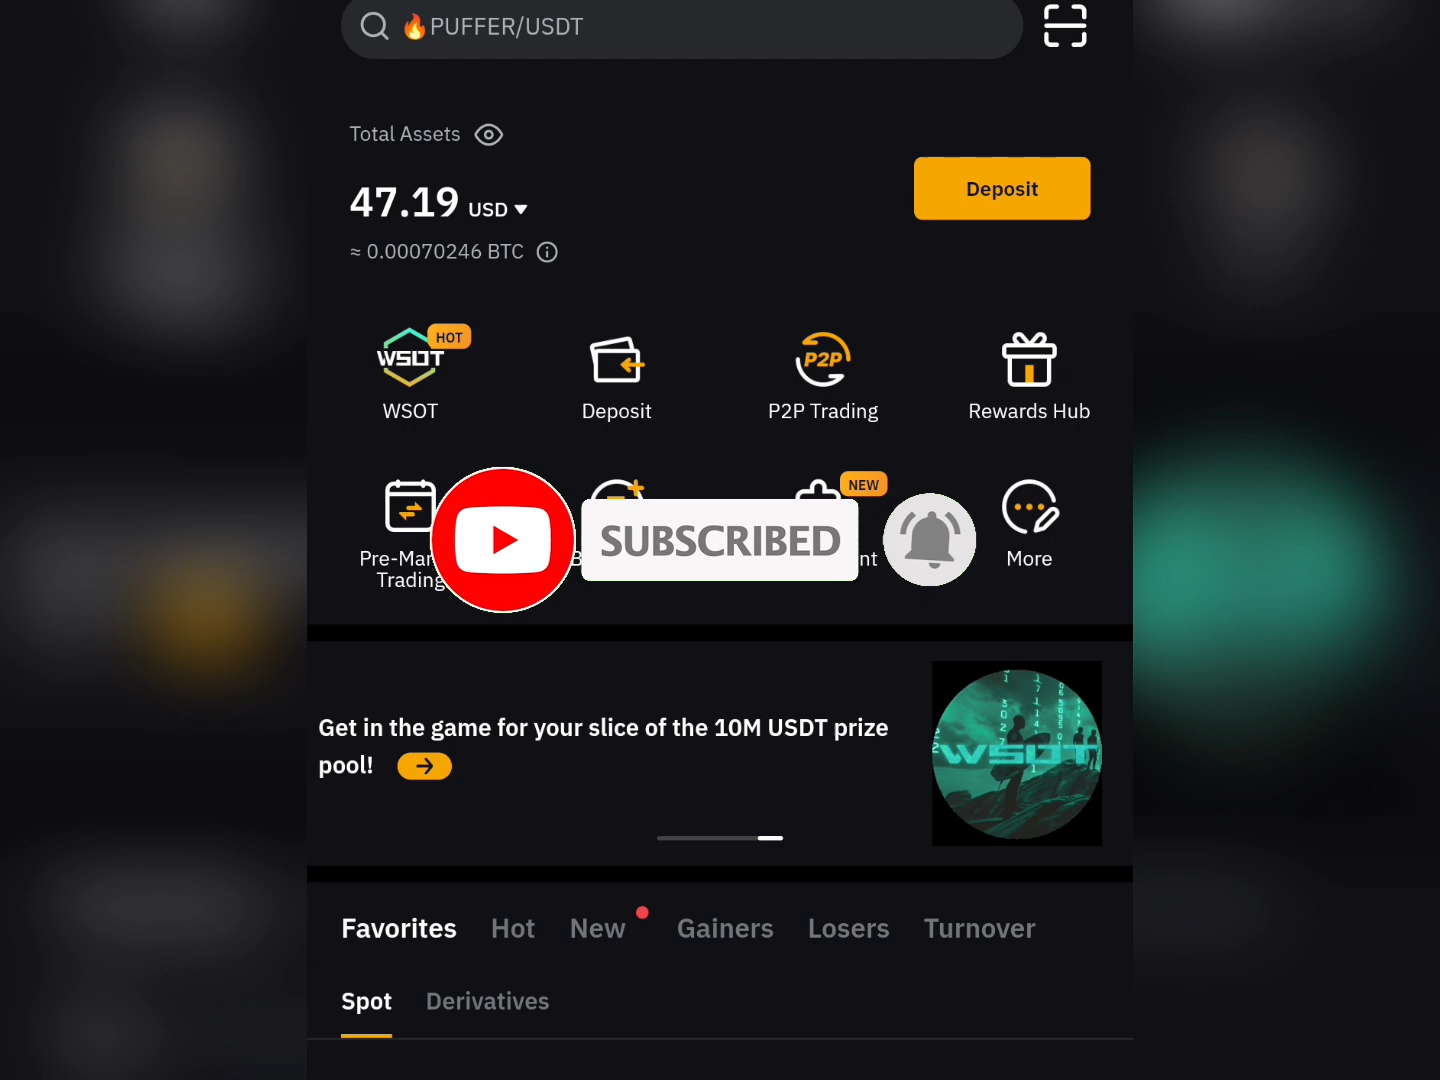 🔥PUFFER/USDT
Total Assets
47.19 USD
≈ 0.00070246 BTC
Deposit
HOT
WSOT
WSOT
Deposit
P2P
P2P Trading
Rewards Hub
NEW
Trading
SUBSCRIBED
More
Get in the game for your slice of the 10M USDT prize
pool!
WSOT
Favorites Hot New Gainers Losers Turnover
Spot Derivatives